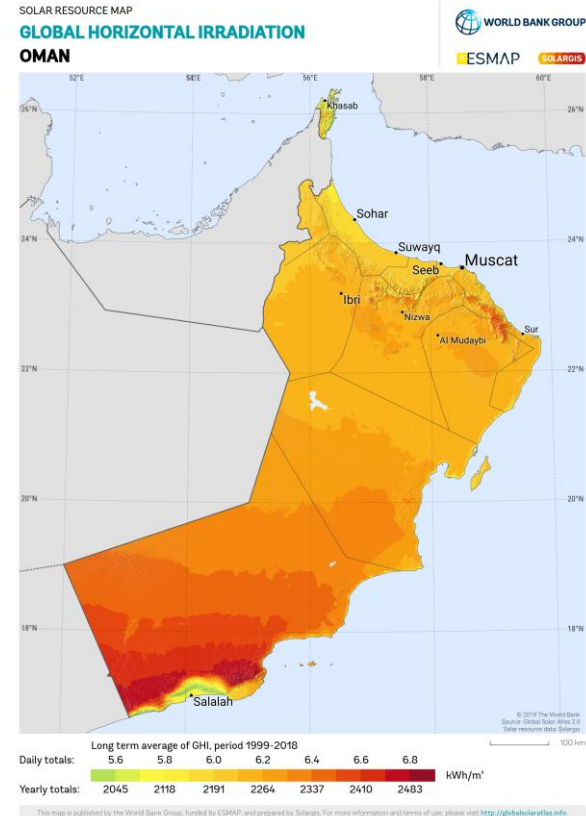 SOLAR RESOURCE MAP
GLOBAL HORIZONTAL IRRADIATION
OMAN
WORLD BANK GROUP
ESMAP
SOLARGIS
52°E 54°E 56°E 58°E 60°E
26°N 26°N
Khasab
Sohar
24°N 24°N
Suwayq
Seeb
Muscat
Ibri
Nizwa
Sur
Al Mudaybi
22°N 22°N
20°N 20°N
18°N 18°N
Salalah
© 2019 The World Bank
Source: Global Solar Atlas 2.0
Solar resource data: Solargis
100 km
Long term average of GHI, period 1999-2018
Daily totals: 5.6 5.8 6.0 6.2 6.4 6.6 6.8
kWh/m²
Yearly totals: 2045 2118 2191 2264 2337 2410 2483
This map is published by the World Bank Group, funded by ESMAP, and prepared by Solargis. For more information and terms of use, please visit http://globalsolaratlas.info.